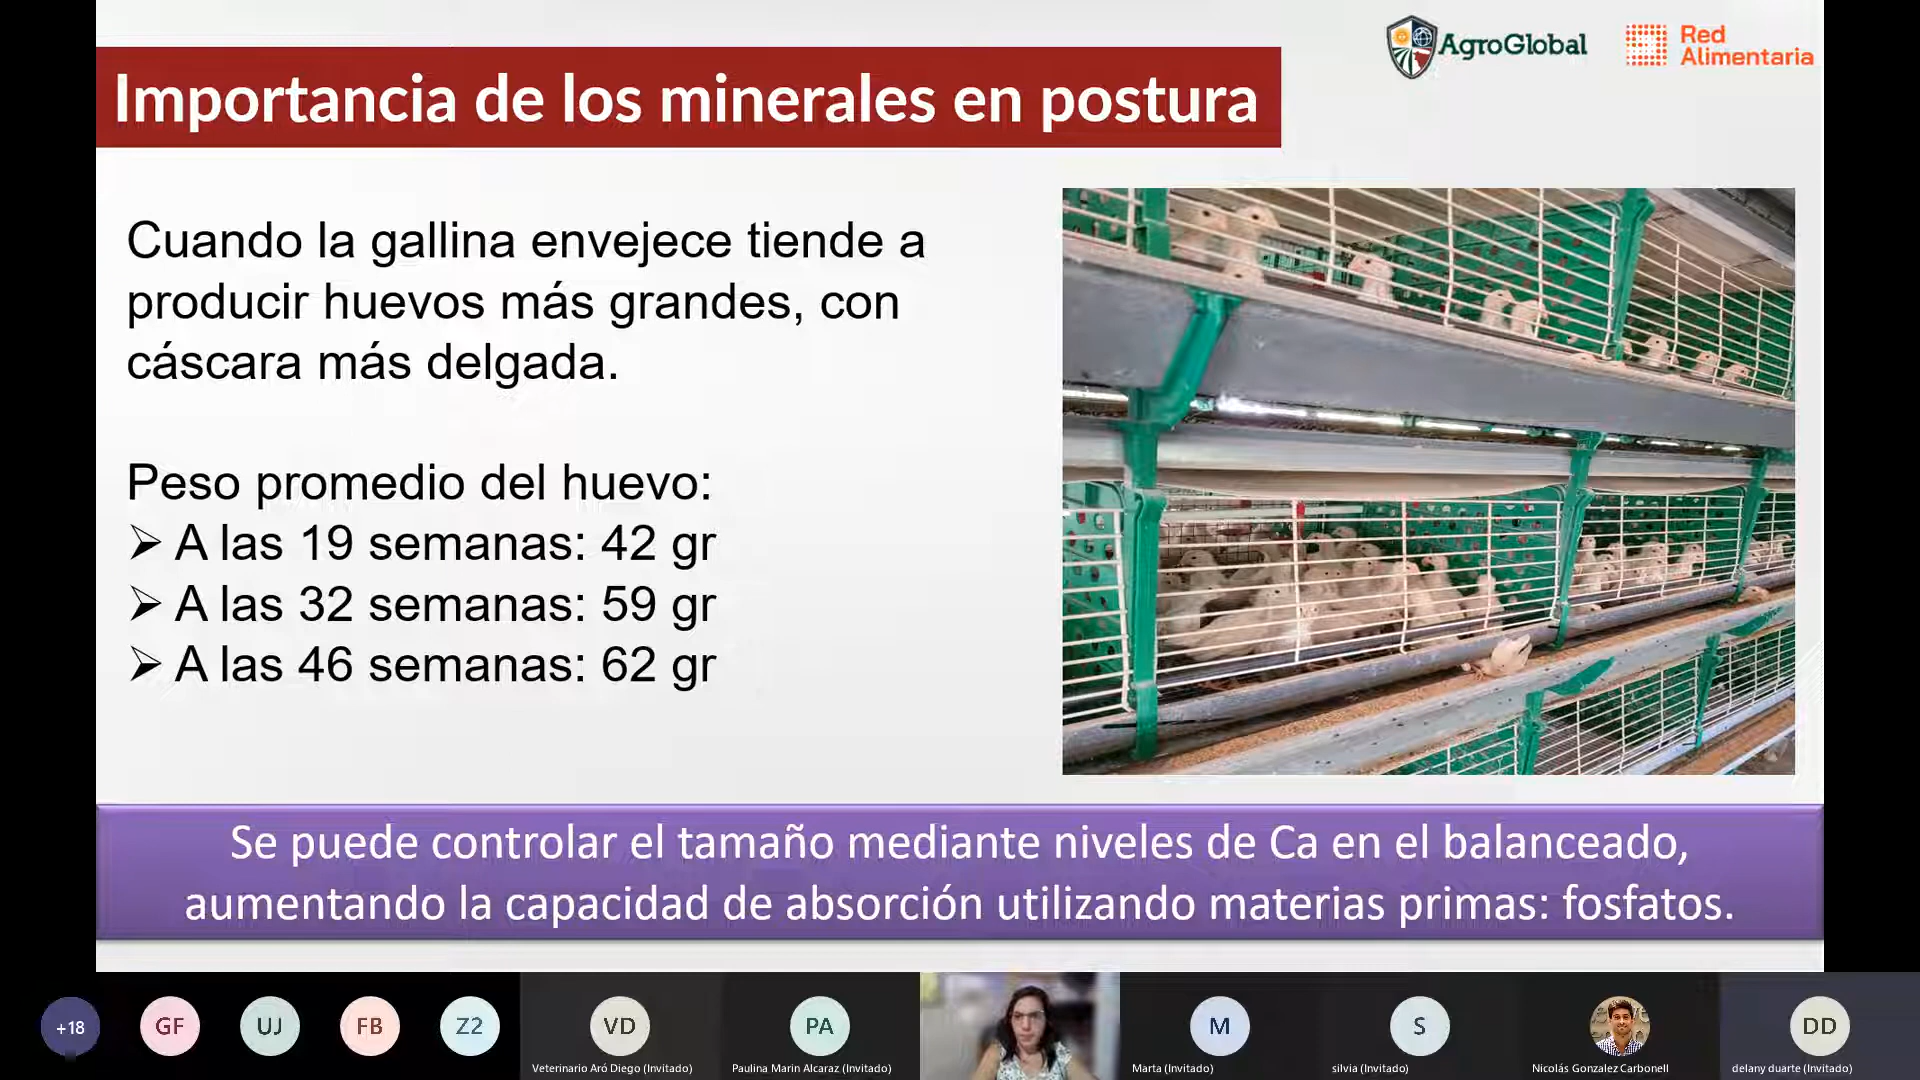 AgroGlobal
Red
Alimentaria
Importancia de los minerales en postura
Cuando la gallina envejece tiende a
producir huevos más grandes, con
cáscara más delgada.
Peso promedio del huevo:
➢ A las 19 semanas: 42 gr
➢ A las 32 semanas: 59 gr
➢ A las 46 semanas: 62 gr
Se puede controlar el tamaño mediante niveles de Ca en el balanceado,
aumentando la capacidad de absorción utilizando materias primas: fosfatos.
+18
GF
UJ
FB
Z2
VD
PA
M
S
DD
Veterinario Aró Diego (Invitado)
Paulina Marin Alcaraz (Invitado)
Marta (Invitado)
silvia (Invitado)
Nicolás Gonzalez Carbonell
delany duarte (Invitado)